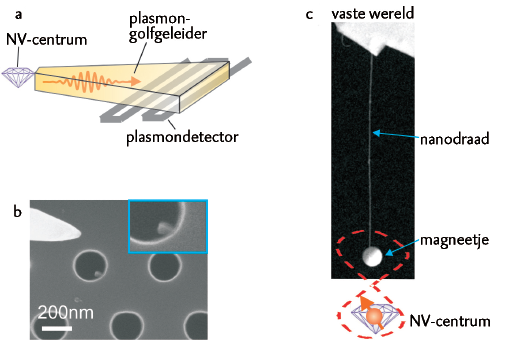 a
NV-centrum
plasmon-
golfgeleider
plasmondetector
b
200nm
c
vaste wereld
nanodraad
magneetje
NV-centrum